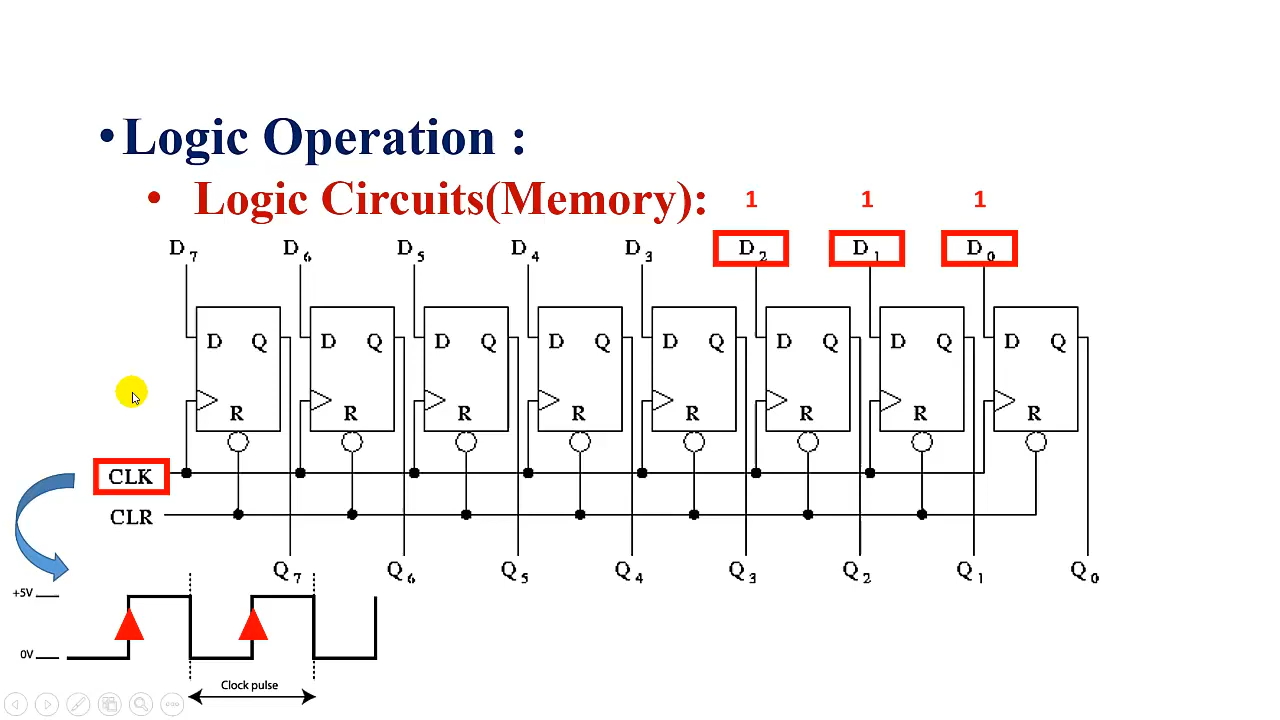 •Logic Operation :
• Logic Circuits(Memory):
1 1 1
D7 D6 D5 D4 D3 D2 D1 D0
D Q D Q D Q D Q D Q D Q D Q D Q
R R R R R R R R
CLK
CLR
Q7 Q6 Q5 Q4 Q3 Q2 Q1 Q0
+5V
0V
Clock pulse